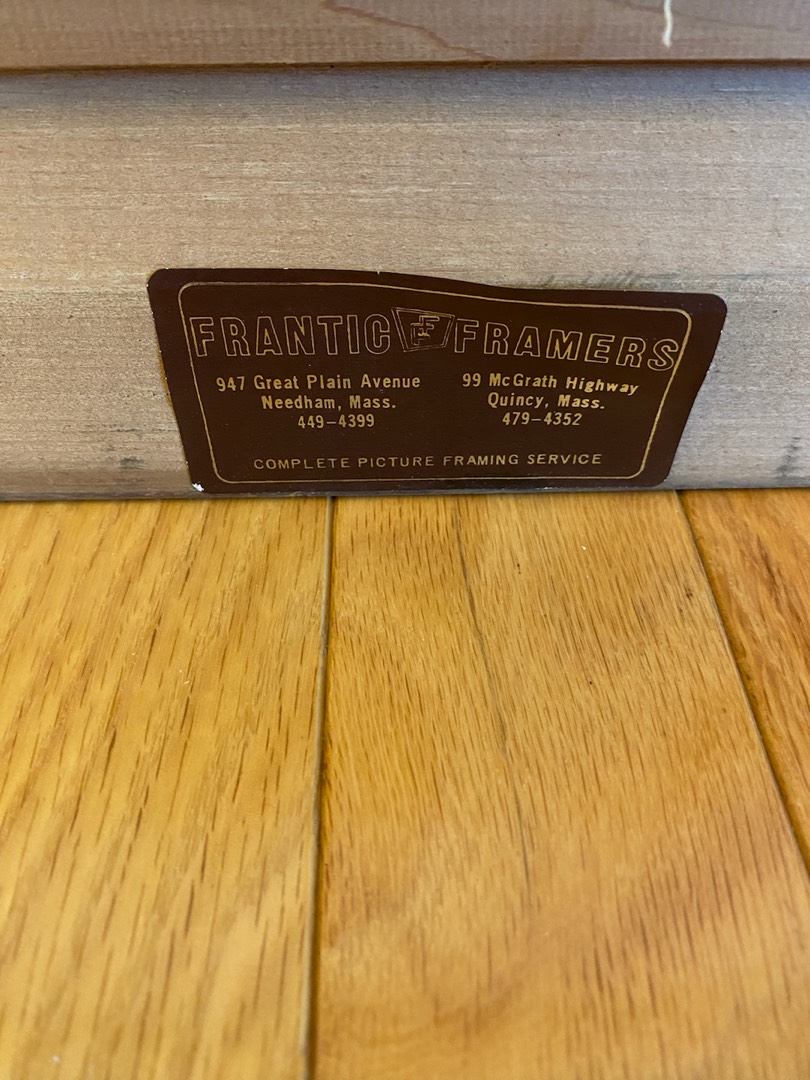 FRANTIC FF FRAMERS
947 Great Plain Avenue
Needham, Mass.
449-4399
99 McGrath Highway
Quincy, Mass.
479-4352
COMPLETE PICTURE FRAMING SERVICE